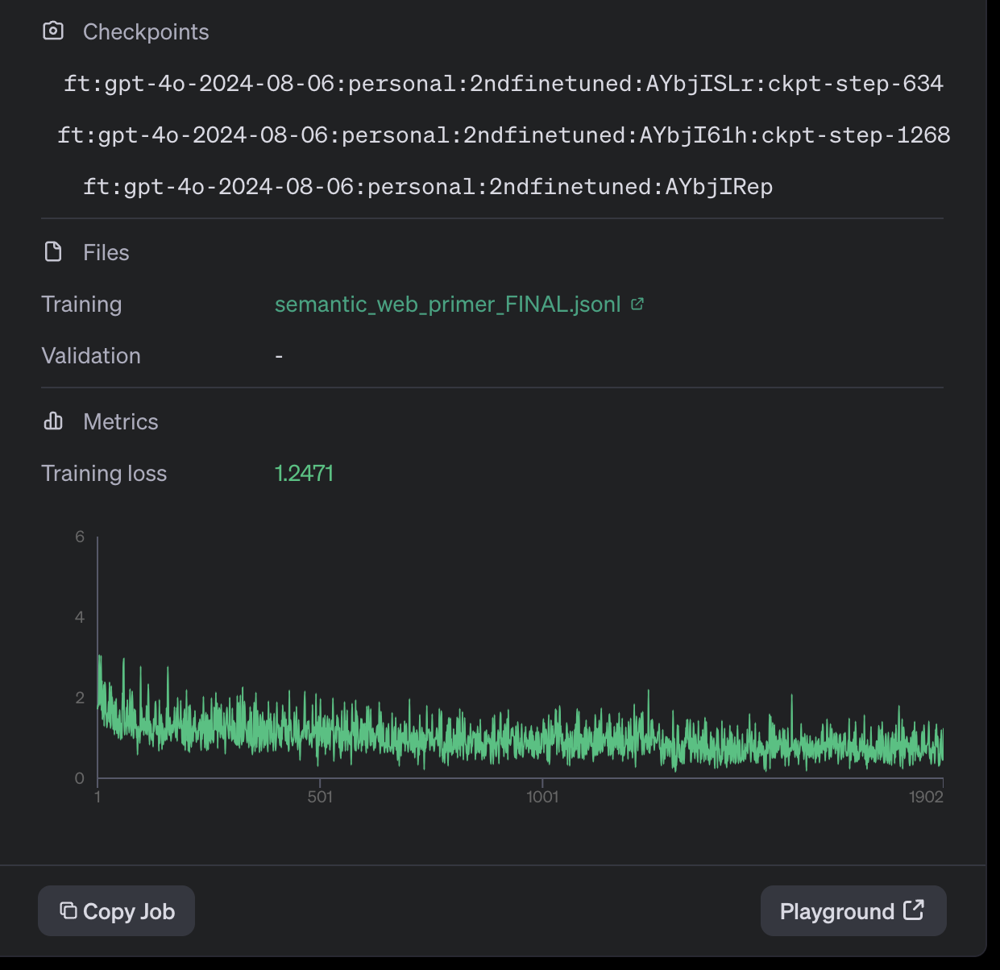 Checkpoints
ft:gpt-4o-2024-08-06:personal:2ndfinetuned:AYbjISLr:ckpt-step-634
ft:gpt-4o-2024-08-06:personal:2ndfinetuned:AYbjI61h:ckpt-step-1268
ft:gpt-4o-2024-08-06:personal:2ndfinetuned:AYbjIRep
Files
Training semantic_web_primer_FINAL.jsonl
Validation -
Metrics
Training loss 1.2471
6
4
2
0
1 501 1001 1902
Copy Job Playground